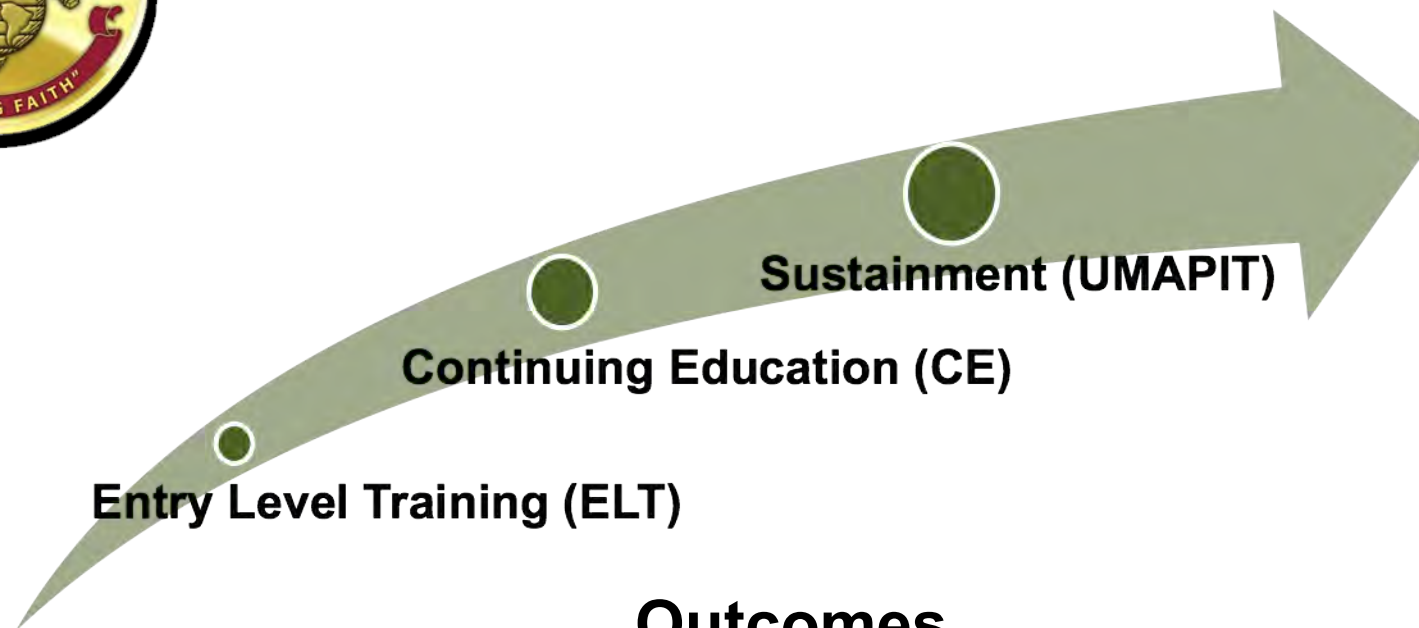 FAITH"
Sustainment (UMAPIT)
Continuing Education (CE)
Entry Level Training (ELT)
Outcomes